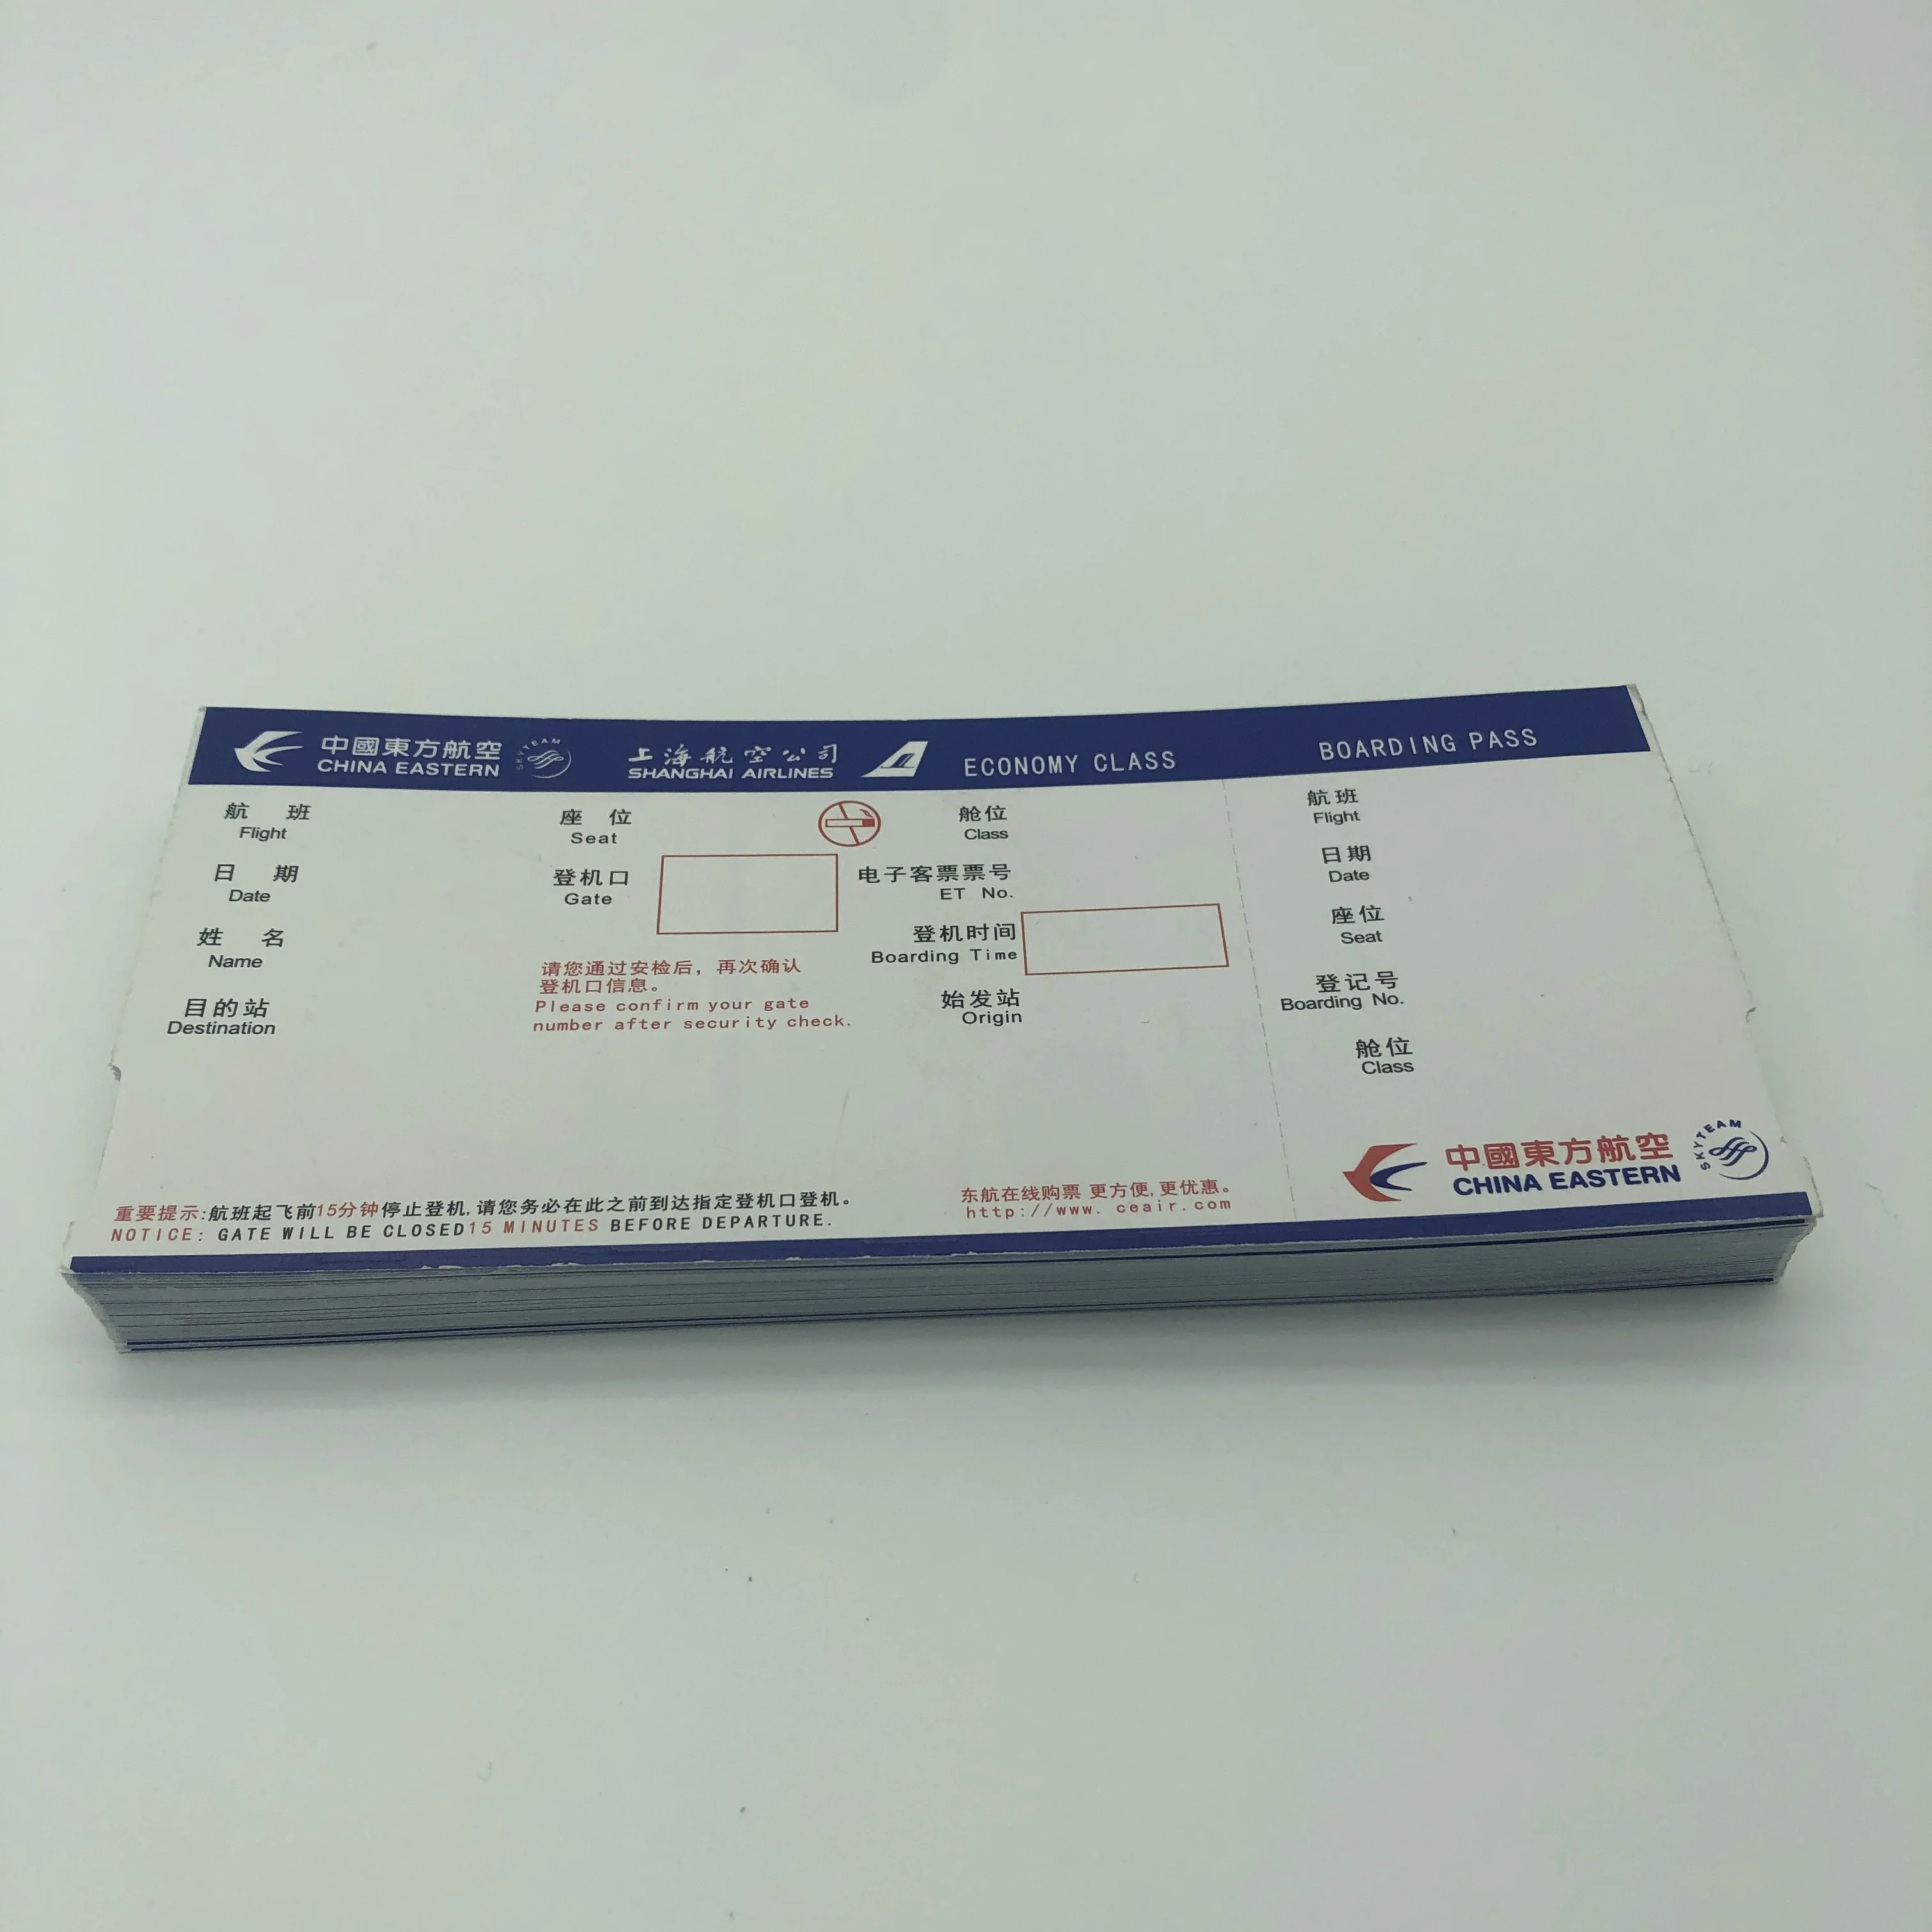 中國東方航空
CHINA EASTERN
SKYTEAM
上海航空公司
SHANGHAI AIRLINES
ECONOMY CLASS
BOARDING PASS
航 班
Flight
日 期
Date
姓 名
Name
目的站
Destination
座 位
Seat
登机口
Gate
请您通过安检后，再次确认
登机口信息。
Please confirm your gate
number after security check.
舱位
Class
电子客票票号
ET No.
登机时间
Boarding Time
始发站
Origin
重要提示:航班起飞前15分钟停止登机,请您务必在此之前到达指定登机口登机。
NOTICE: GATE WILL BE CLOSED15 MINUTES BEFORE DEPARTURE.
东航在线购票 更方便,更优惠。
http://www. ceair.com
航班
Flight
日期
Date
座位
Seat
登记号
Boarding No.
舱位
Class
中國東方航空
CHINA EASTERN
SKYTEAM